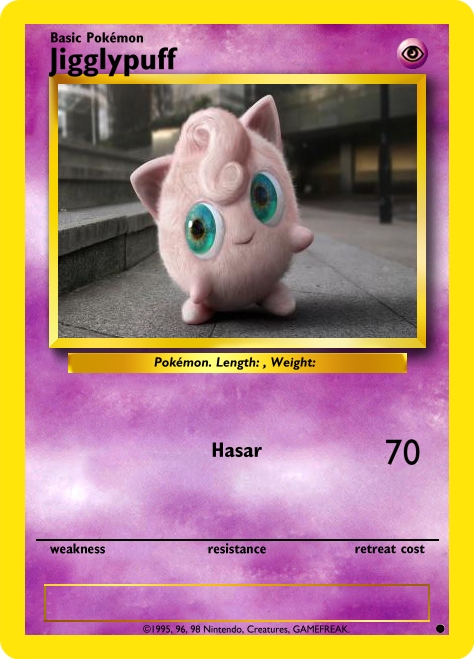 Basic Pokémon
Jigglypuff
Pokémon. Length: , Weight:
Hasar 70
weakness resistance retreat cost
©1995, 96, 98 Nintendo, Creatures, GAMEFREAK.